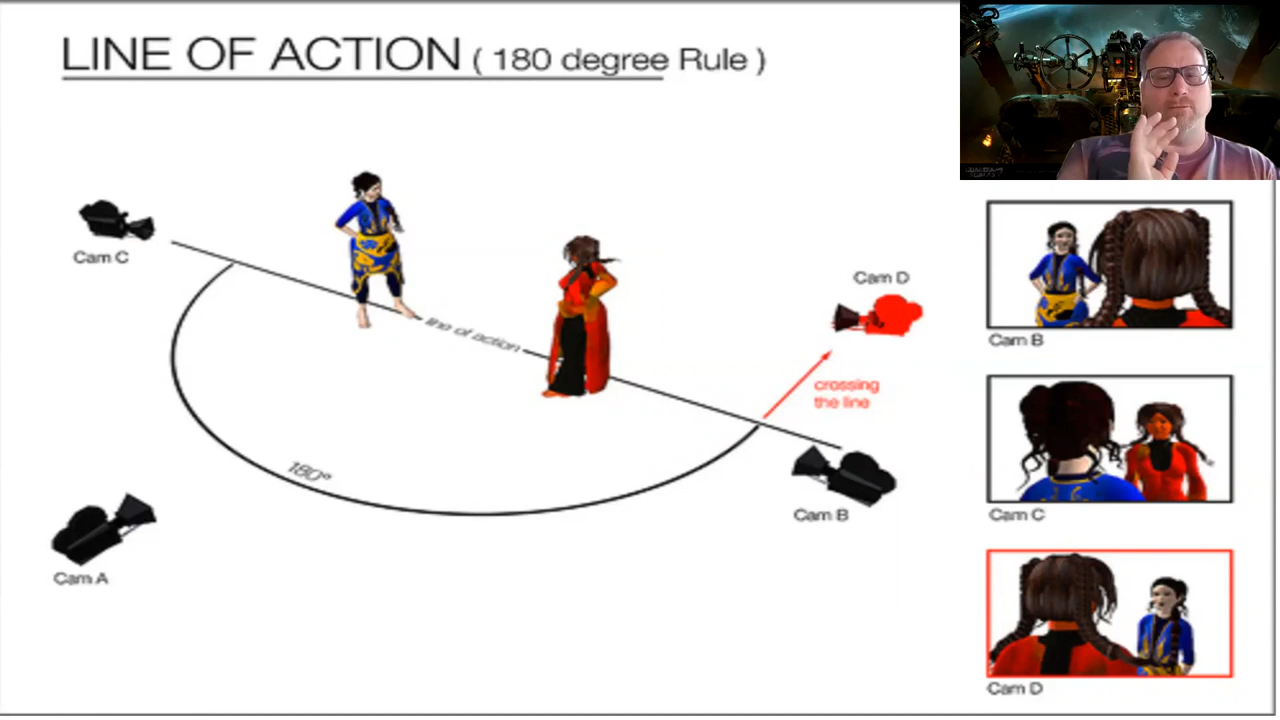 LINE OF ACTION ( 180 degree Rule )
Cam C
line of action
Cam D
crossing
the line
180º
Cam B
Cam A
Cam B
Cam C
Cam D